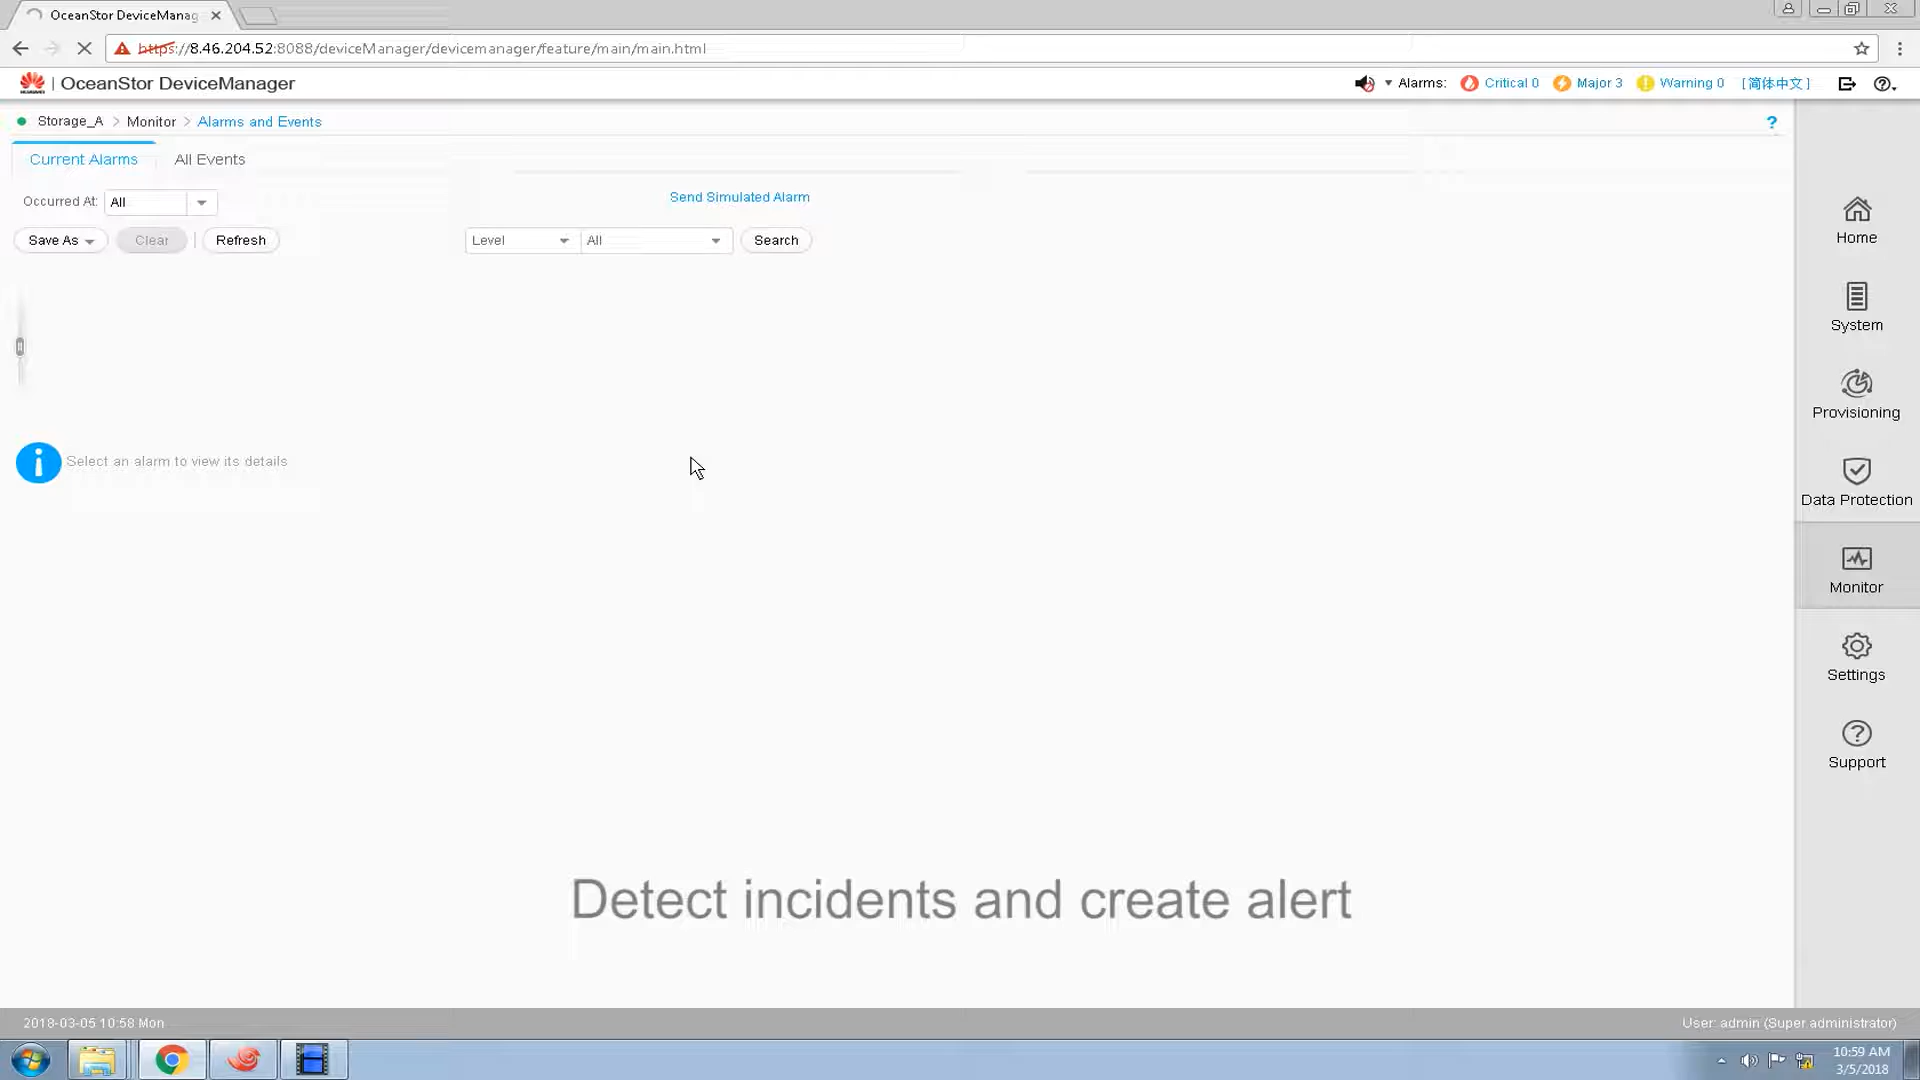 OceanStor DeviceManag
https://8.46.204.52:8088/deviceManager/devicemanager/feature/main/main.html
HUAWEI | OceanStor DeviceManager
Alarms: Critical 0 Major 3 Warning 0 [简体中文]
Storage_A > Monitor > Alarms and Events
Current Alarms All Events
Occurred At: All
Send Simulated Alarm
Save As Clear Refresh Level All Search
Select an alarm to view its details
Home
System
Provisioning
Data Protection
Monitor
Settings
Support
Detect incidents and create alert
2018-03-05 10:58 Mon
User: admin (Super administrator)
10:59 AM
3/5/2018